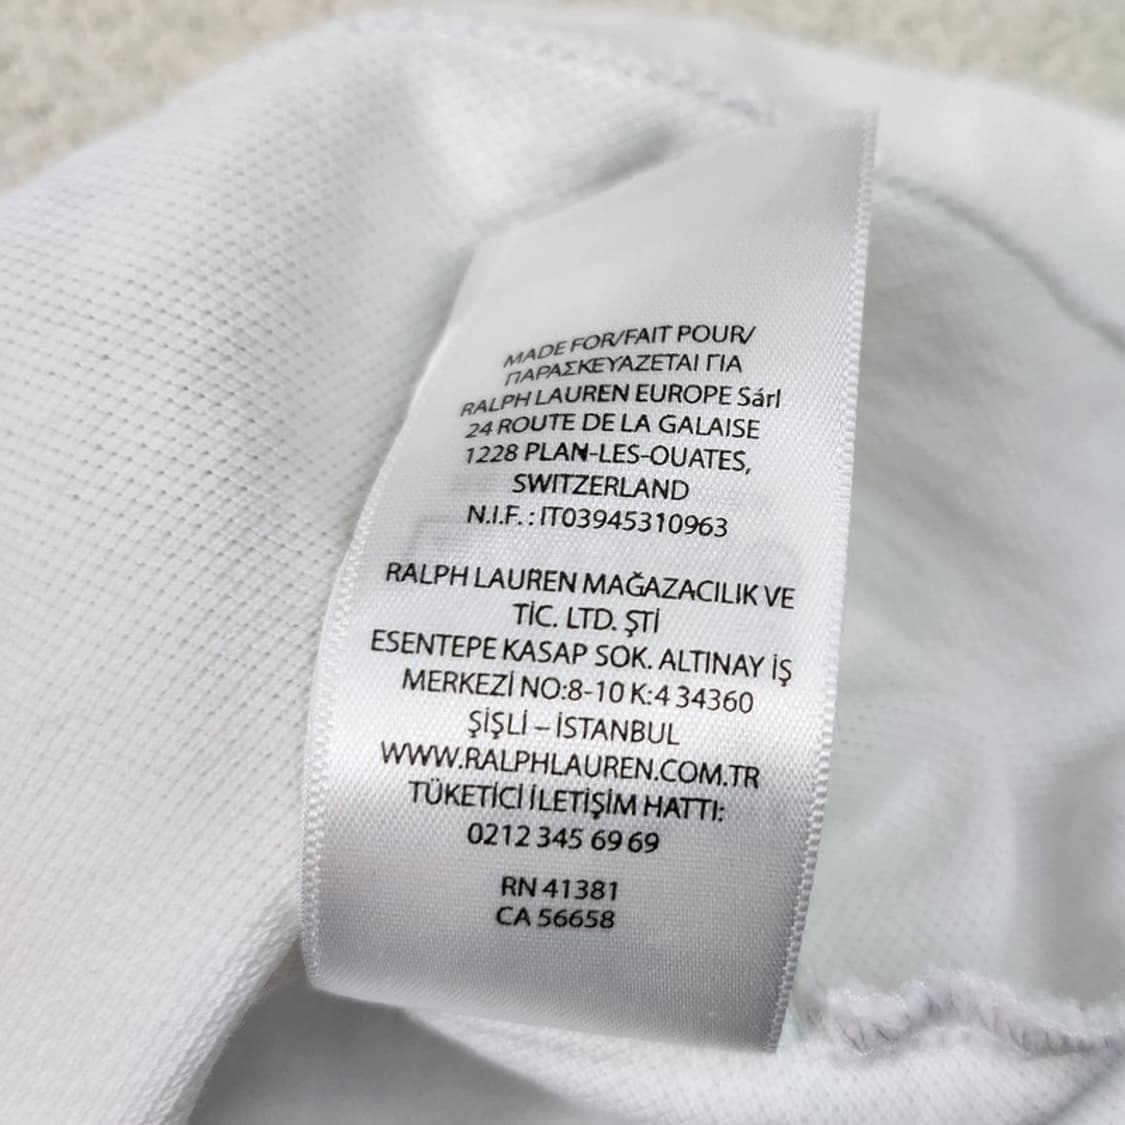 MADE FOR/FAIT POUR/
ΠΑΡΑΣΚΕΥΑΖΕΤΑΙ ΓΙΑ
RALPH LAUREN EUROPE Sárl
24 ROUTE DE LA GALAISE
1228 PLAN-LES-OUATES,
SWITZERLAND
N.I.F. : IT03945310963
RALPH LAUREN MAĞAZACILIK VE
TİC. LTD. ŞTİ
ESENTEPE KASAP SOK. ALTINAY İŞ
MERKEZİ NO:8-10 K:4 34360
ŞİŞLİ – İSTANBUL
WWW.RALPHLAUREN.COM.TR
TÜKETİCİ İLETİŞİM HATTI:
0212 345 69 69
RN 41381
CA 56658